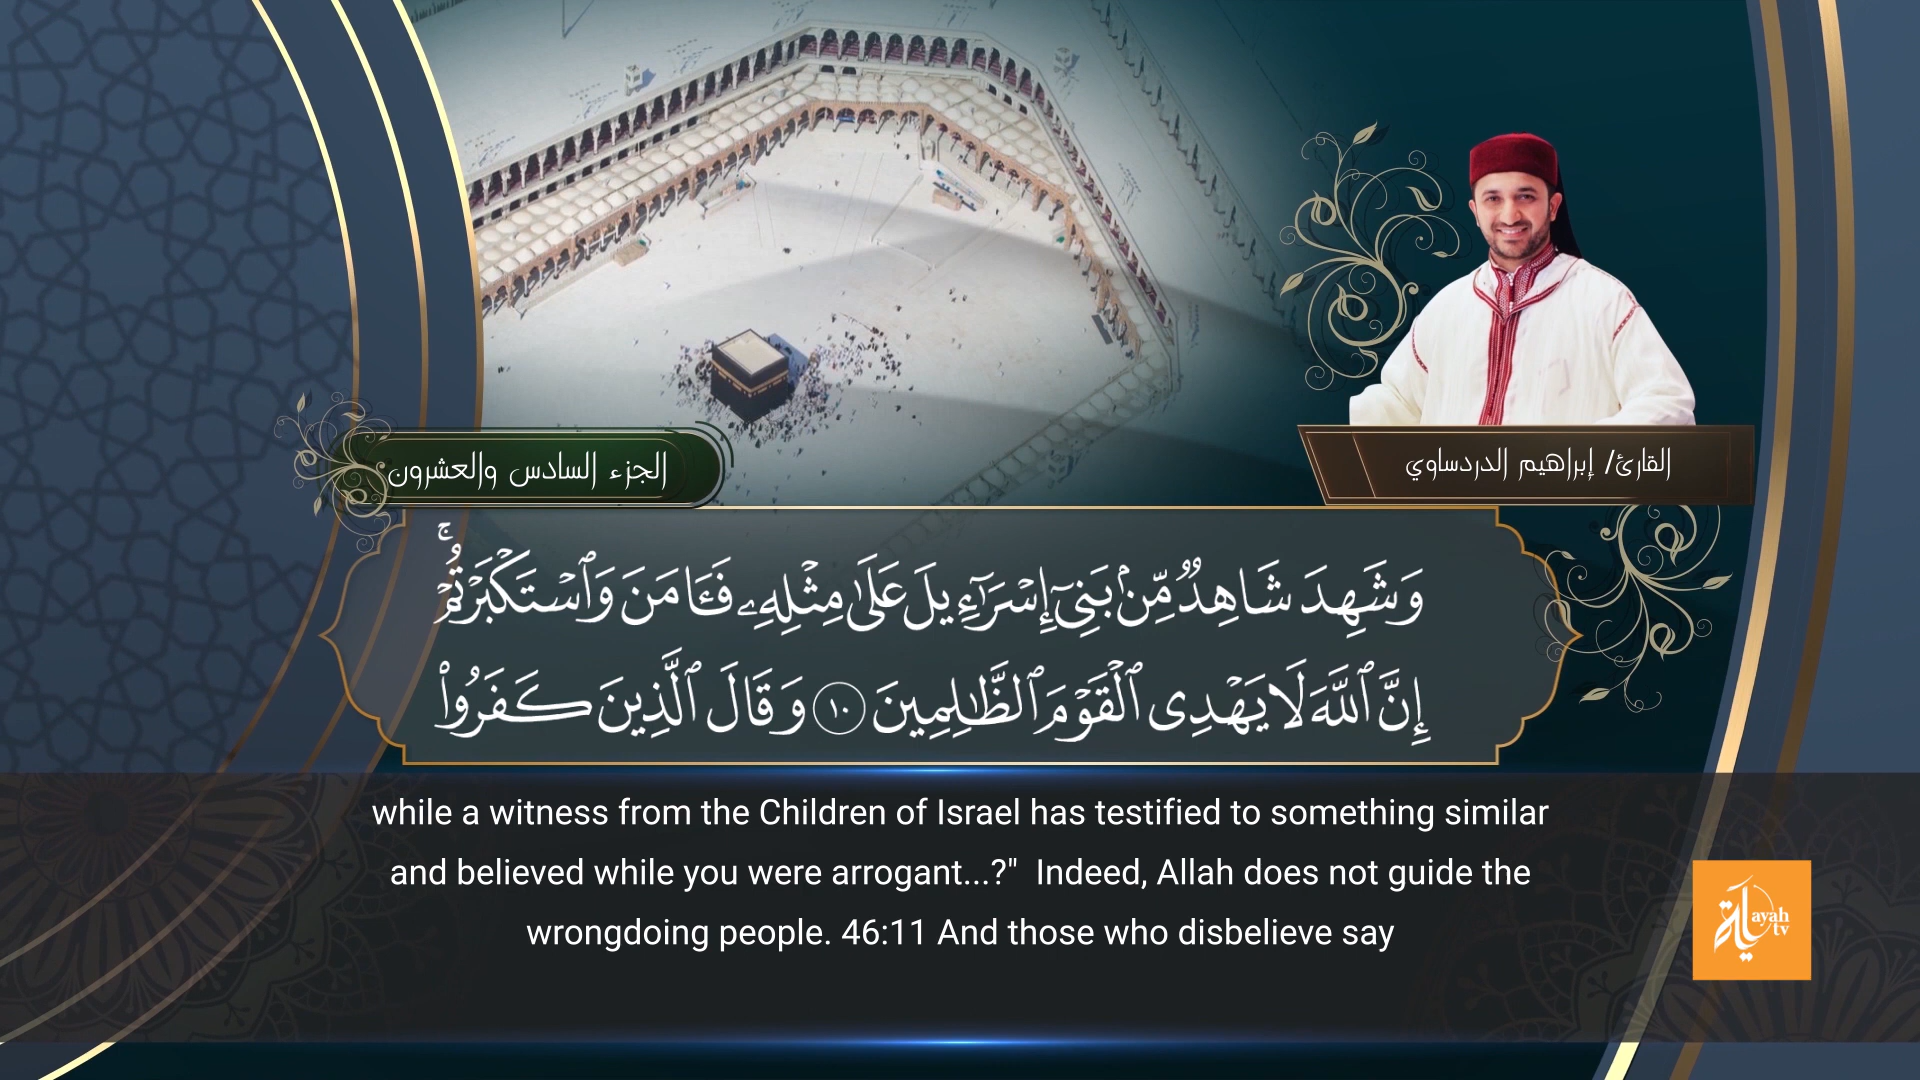 الجزء السادس والعشرون
القارئ/ إبراهيم الدردساوي
وَشَهِدَ شَاهِدٌ مِّنۢ بَنِىٓ إِسْرَٰٓءِيلَ عَلَىٰ مِثْلِهِۦ فَـَٔامَنَ وَٱسْتَكْبَرْتُمْ ۚ
إِنَّ ٱللَّهَ لَا يَهْدِى ٱلْقَوْمَ ٱلظَّـٰلِمِينَ ١٠ وَقَالَ ٱلَّذِينَ كَفَرُوا۟
while a witness from the Children of Israel has testified to something similar
and believed while you were arrogant...?"  Indeed, Allah does not guide the
wrongdoing people. 46:11 And those who disbelieve say
آية
ayah
tv